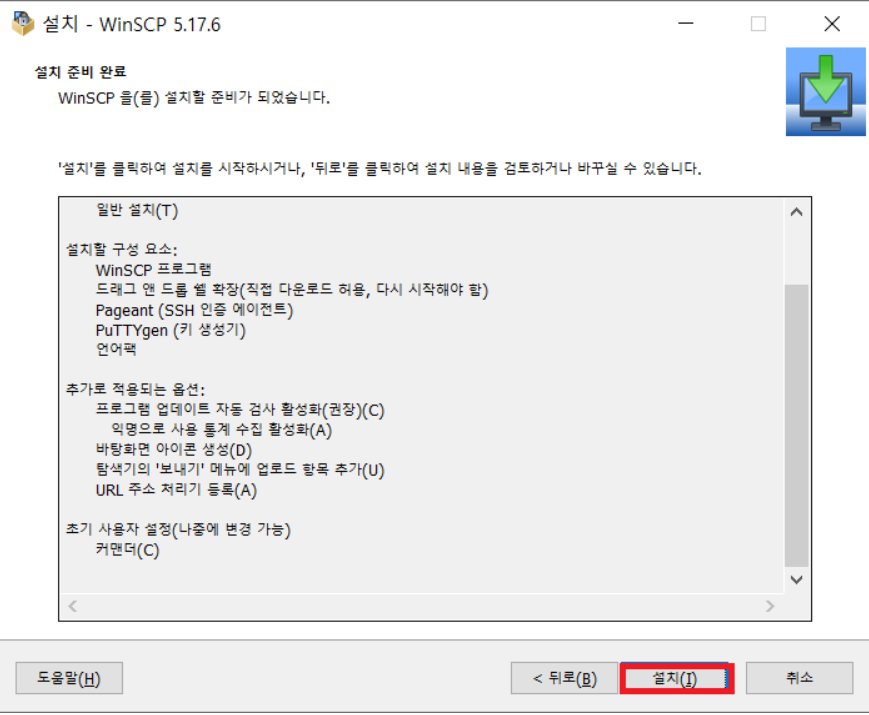 설치 - WinSCP 5.17.6
설치 준비 완료
WinSCP 을(를) 설치할 준비가 되었습니다.
'설치'를 클릭하여 설치를 시작하시거나, '뒤로'를 클릭하여 설치 내용을 검토하거나 바꾸실 수 있습니다.
일반 설치(T)
설치할 구성 요소:
WinSCP 프로그램
드래그 앤 드롭 쉘 확장(직접 다운로드 허용, 다시 시작해야 함)
Pageant (SSH 인증 에이전트)
PuTTYgen (키 생성기)
언어팩
추가로 적용되는 옵션:
프로그램 업데이트 자동 검사 활성화(권장)(C)
익명으로 사용 통계 수집 활성화(A)
바탕화면 아이콘 생성(D)
탐색기의 '보내기' 메뉴에 업로드 항목 추가(U)
URL 주소 처리기 등록(A)
초기 사용자 설정(나중에 변경 가능)
커맨더(C)
도움말(H) < 뒤로(B) 설치(I) 취소